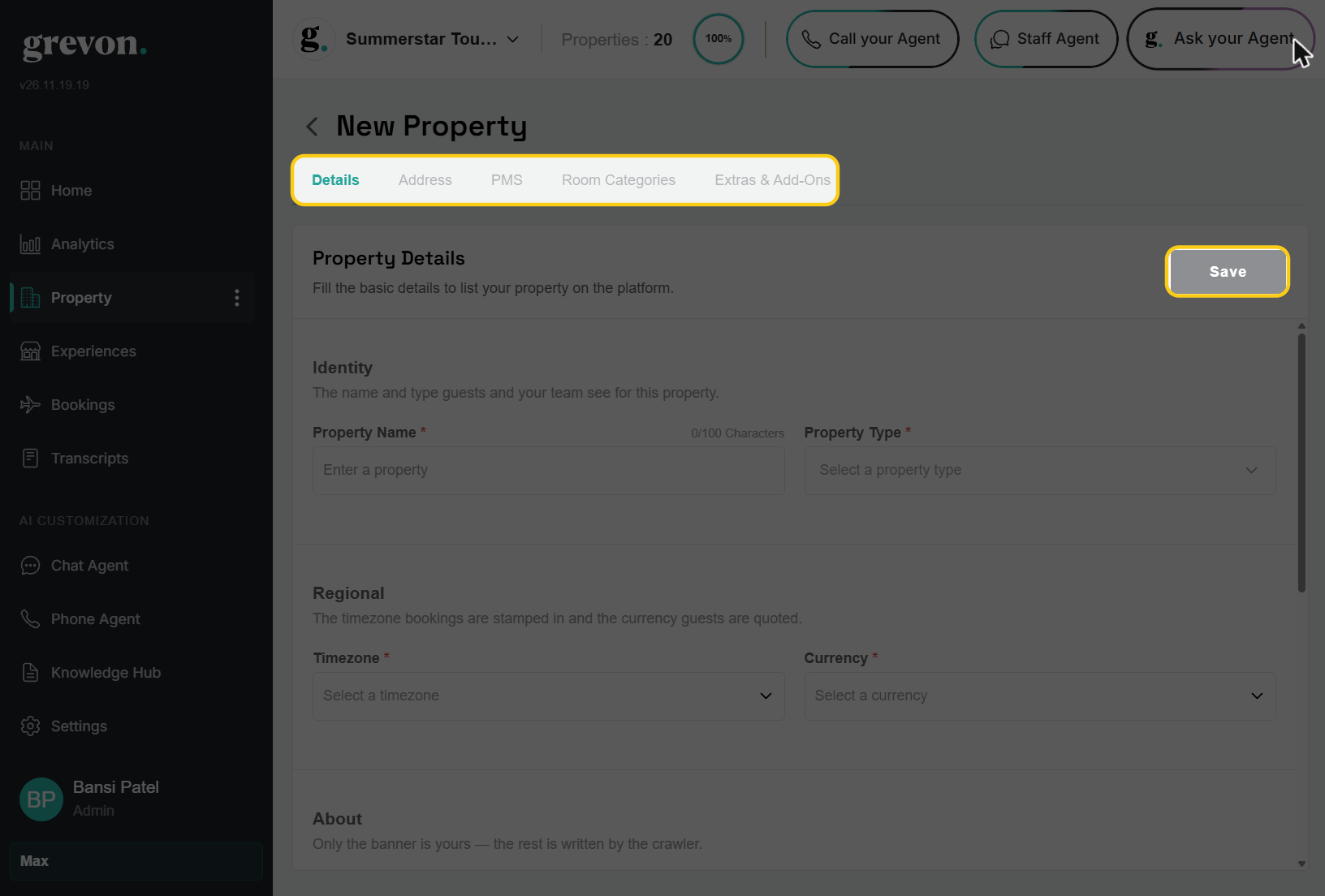 grevon.
v26.11.19.19
MAIN
Home
Analytics
Property
Experiences
Bookings
Transcripts
AI CUSTOMIZATION
Chat Agent
Phone Agent
Knowledge Hub
Settings
BP
Bansi Patel
Admin
Max
g. Summerstar Tou... Properties : 20 100% Call your Agent Staff Agent g. Ask your Agent
New Property
Details Address PMS Room Categories Extras & Add-Ons
Property Details
Fill the basic details to list your property on the platform.
Save
Identity
The name and type guests and your team see for this property.
Property Name * 0/100 Characters Property Type *
Enter a property Select a property type
Regional
The timezone bookings are stamped in and the currency guests are quoted.
Timezone * Currency *
Select a timezone Select a currency
About
Only the banner is yours — the rest is written by the crawler.